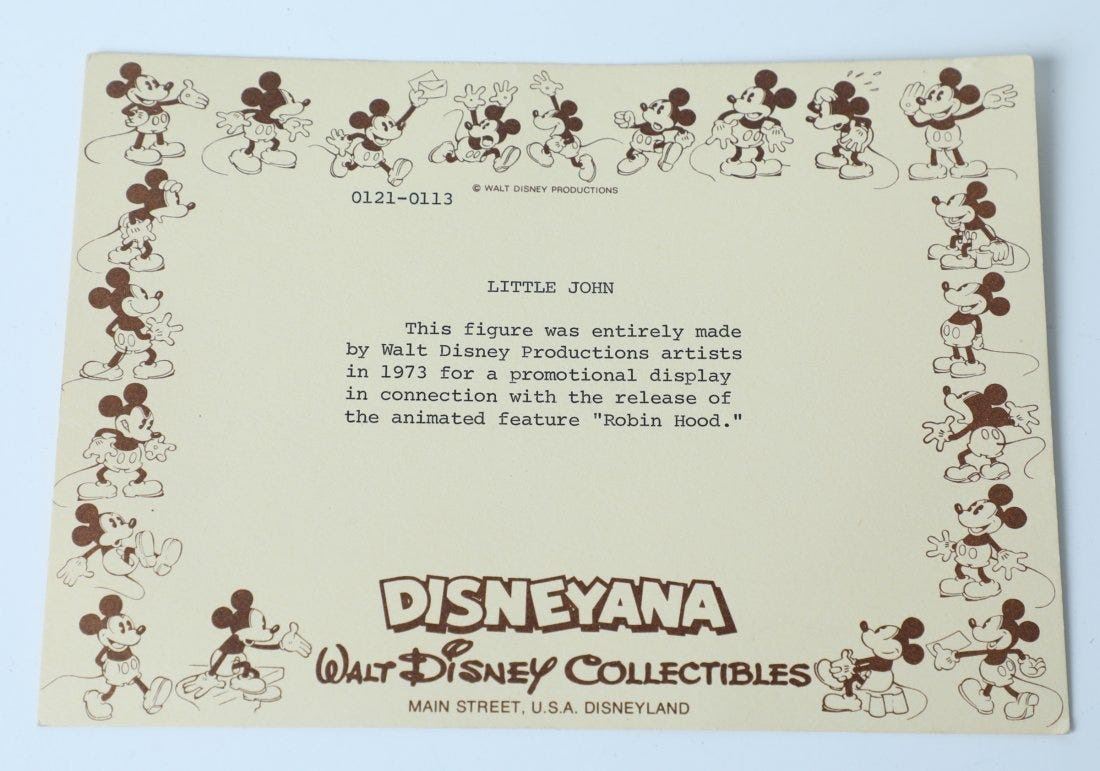 © WALT DISNEY PRODUCTIONS
0121-0113
LITTLE JOHN
This figure was entirely made
by Walt Disney Productions artists
in 1973 for a promotional display
in connection with the release of
the animated feature "Robin Hood."
DISNEYANA
WALT DISNEY COLLECTIBLES
MAIN STREET, U.S.A. DISNEYLAND